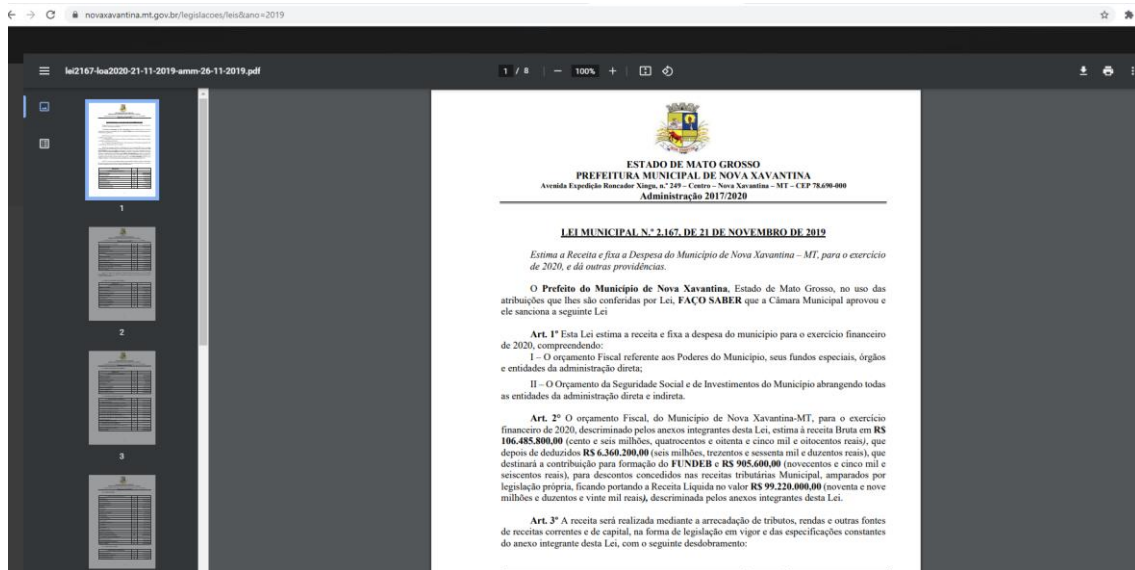 novaxavantina.mt.gov.br/legislacoes/leis&ano=2019
lei2167-loa2020-21-11-2019-amm-26-11-2019.pdf
1 / 8
100%
1
2
3
ESTADO DE MATO GROSSO
PREFEITURA MUNICIPAL DE NOVA XAVANTINA
Avenida Expedição Roncador Xingu, n.º 249 – Centro – Nova Xavantina – MT – CEP 78.690-000
Administração 2017/2020
LEI MUNICIPAL N.º 2.167, DE 21 DE NOVEMBRO DE 2019
Estima a Receita e fixa a Despesa do Município de Nova Xavantina – MT, para o exercício
de 2020, e dá outras providências.
O Prefeito do Município de Nova Xavantina, Estado de Mato Grosso, no uso das
atribuições que lhes são conferidas por Lei, FAÇO SABER que a Câmara Municipal aprovou e
ele sanciona a seguinte Lei
Art. 1º Esta Lei estima a receita e fixa a despesa do município para o exercício financeiro
de 2020, compreendendo:
I – O orçamento Fiscal referente aos Poderes do Município, seus fundos especiais, órgãos
e entidades da administração direta;
II – O Orçamento da Seguridade Social e de Investimentos do Município abrangendo todas
as entidades da administração direta e indireta.
Art. 2º O orçamento Fiscal, do Município de Nova Xavantina-MT, para o exercício
financeiro de 2020, descriminado pelos anexos integrantes desta Lei, estima à receita Bruta em R$
106.485.800,00 (cento e seis milhões, quatrocentos e oitenta e cinco mil e oitocentos reais), que
depois de deduzidos R$ 6.360.200,00 (seis milhões, trezentos e sessenta mil e duzentos reais), que
destinará a contribuição para formação do FUNDEB e R$ 905.600,00 (novecentos e cinco mil e
seiscentos reais), para descontos concedidos nas receitas tributárias Municipal, amparados por
legislação própria, ficando portando a Receita Líquida no valor R$ 99.220.000,00 (noventa e nove
milhões e duzentos e vinte mil reais), descriminada pelos anexos integrantes desta Lei.
Art. 3º A receita será realizada mediante a arrecadação de tributos, rendas e outras fontes
de receitas correntes e de capital, na forma de legislação em vigor e das especificações constantes
do anexo integrante desta Lei, com o seguinte desdobramento: